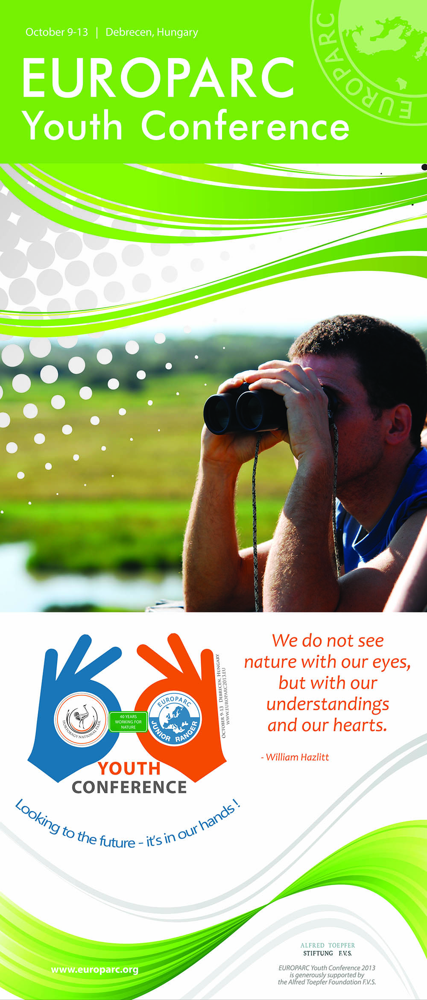 October 9-13 | Debrecen, Hungary
EUROPARC
EUROPARC
Youth Conference
We do not see
nature with our eyes,
but with our
understandings
and our hearts.
- William Hazlitt
HORTOBÁGY NATIONAL PARK
40 YEARS
WORKING FOR
NATURE
EUROPARC
JUNIOR RANGER
OCTOBER 9-13 DEBRECEN, HUNGARY
WWW.EUROPARC2013.EU
YOUTH
CONFERENCE
Looking to the future - it's in our hands !
ALFRED TOEPFER
STIFTUNG F.V.S.
www.europarc.org
EUROPARC Youth Conference 2013
is generously supported by
the Alfred Toepfer Foundation F.V.S.